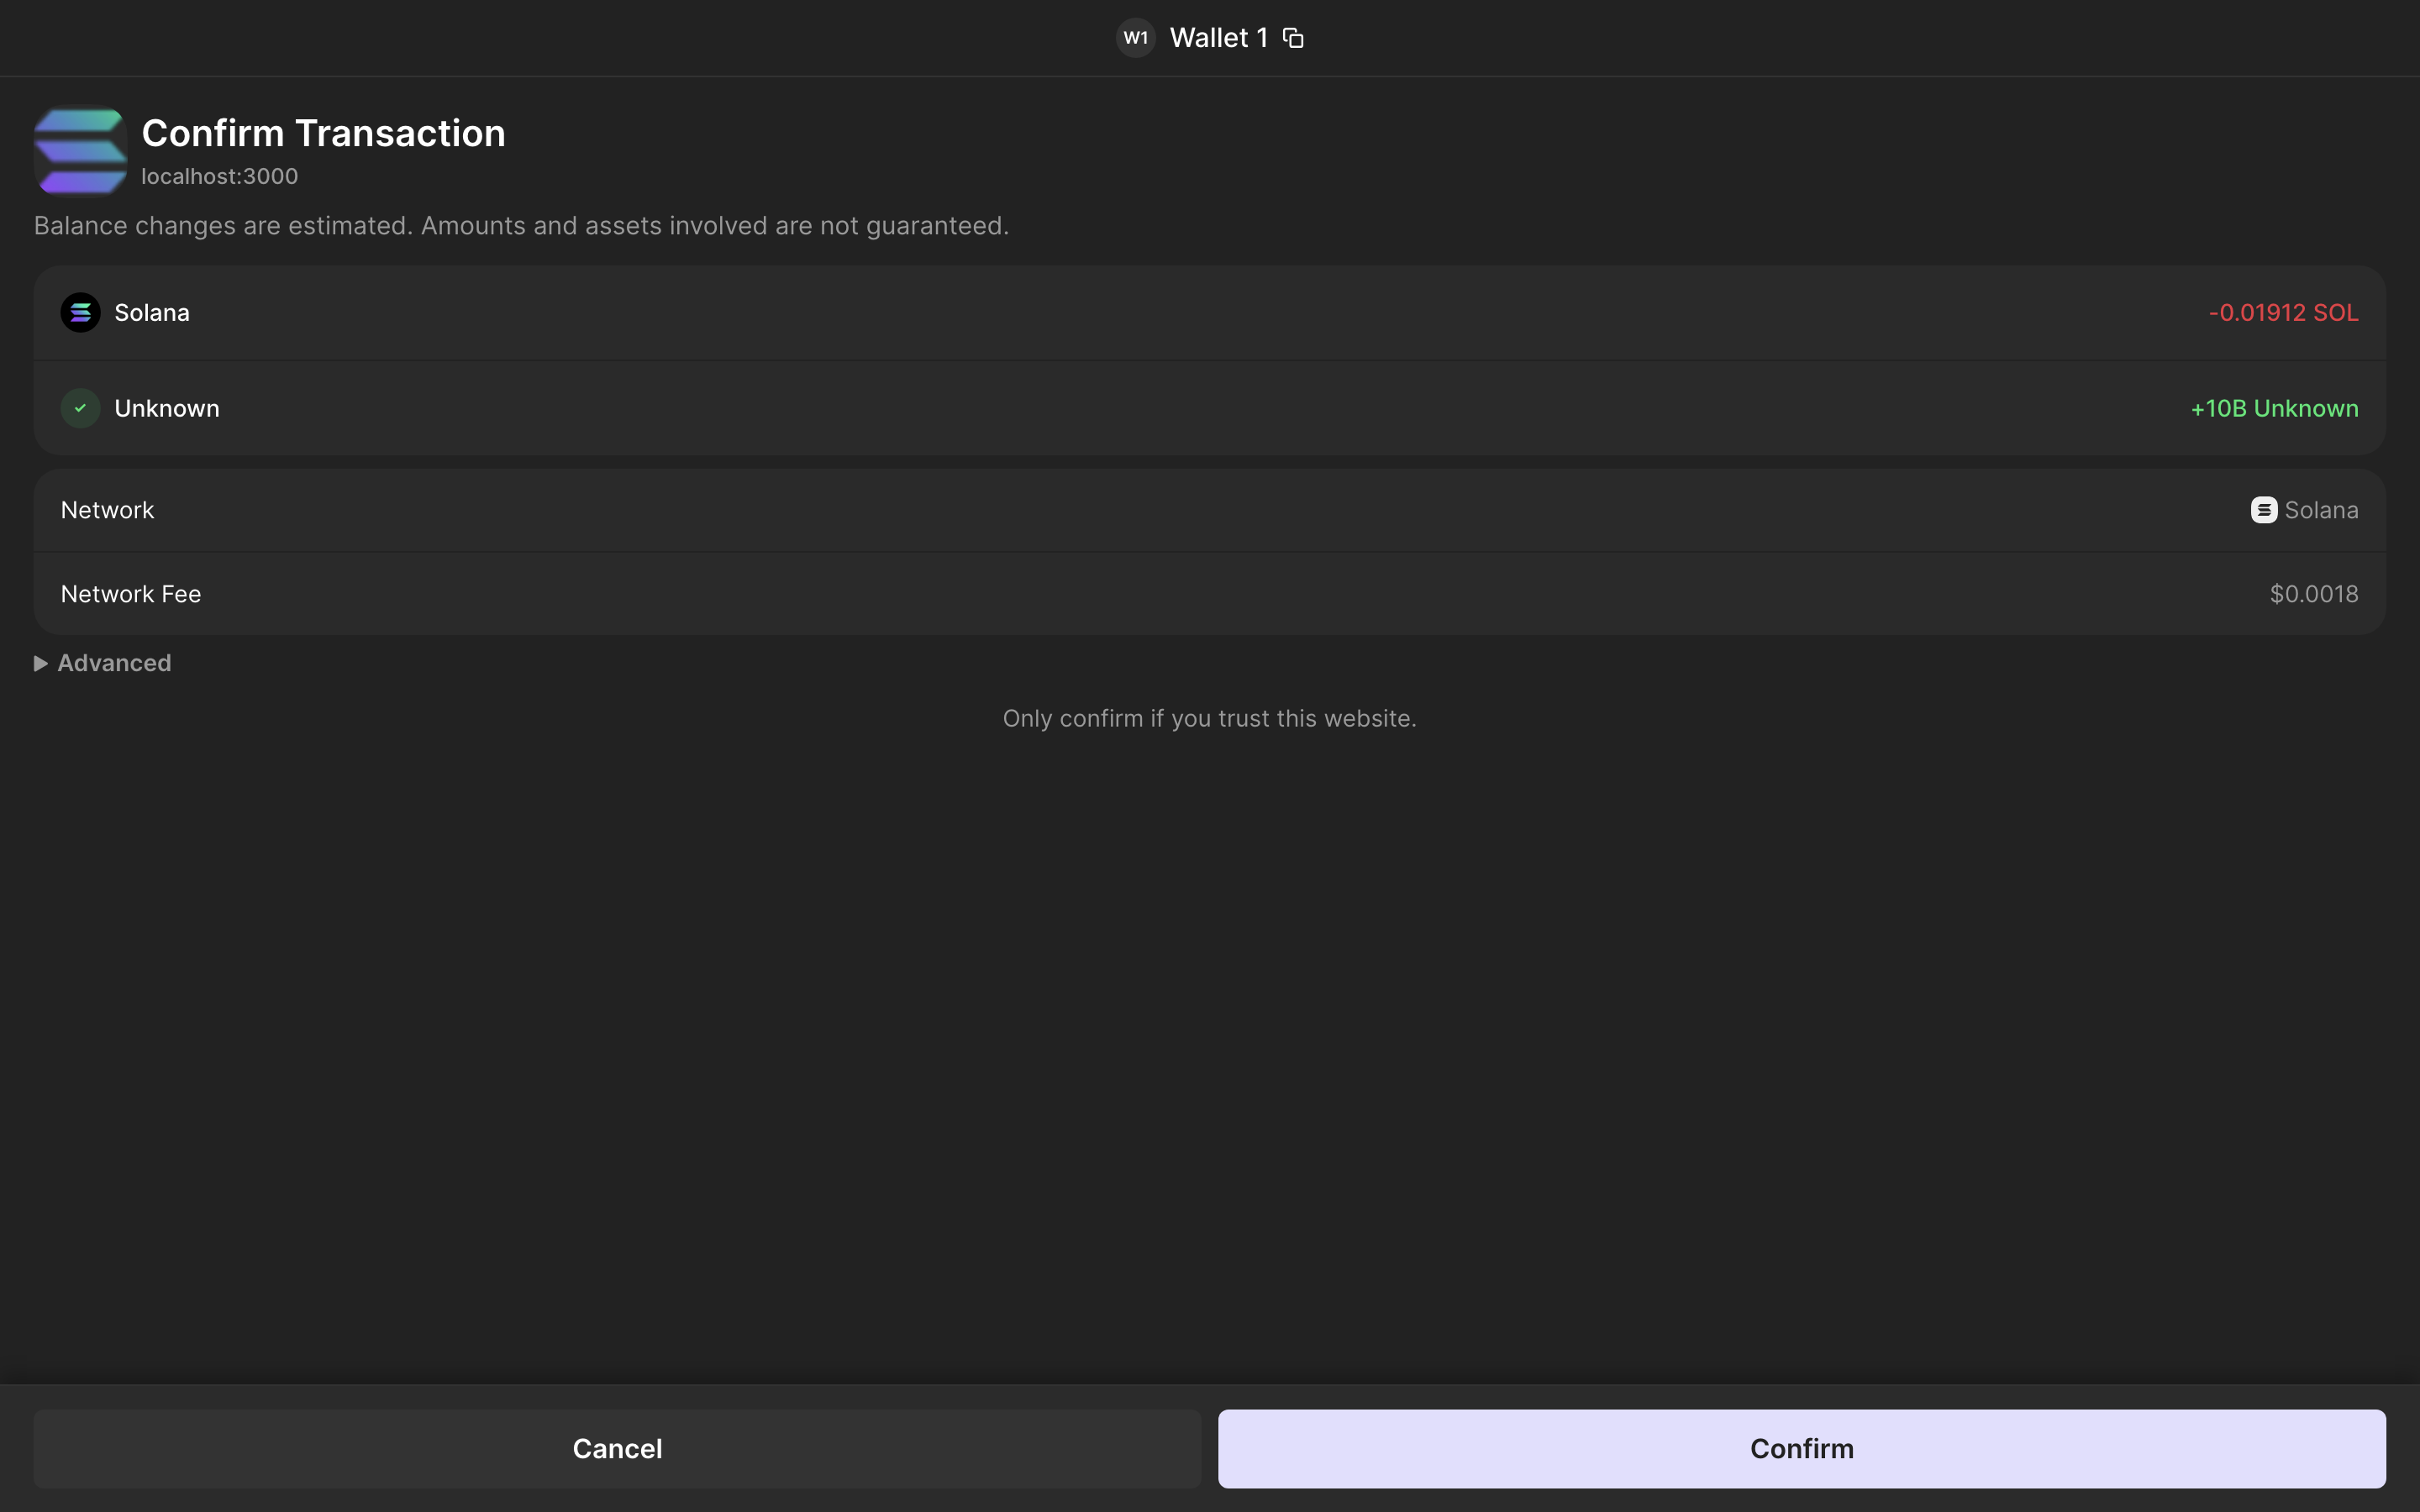 W1 Wallet 1
Confirm Transaction
localhost:3000
Balance changes are estimated. Amounts and assets involved are not guaranteed.
Solana -0.01912 SOL
Unknown +10B Unknown
Network Solana
Network Fee $0.0018
Advanced
Only confirm if you trust this website.
Cancel Confirm